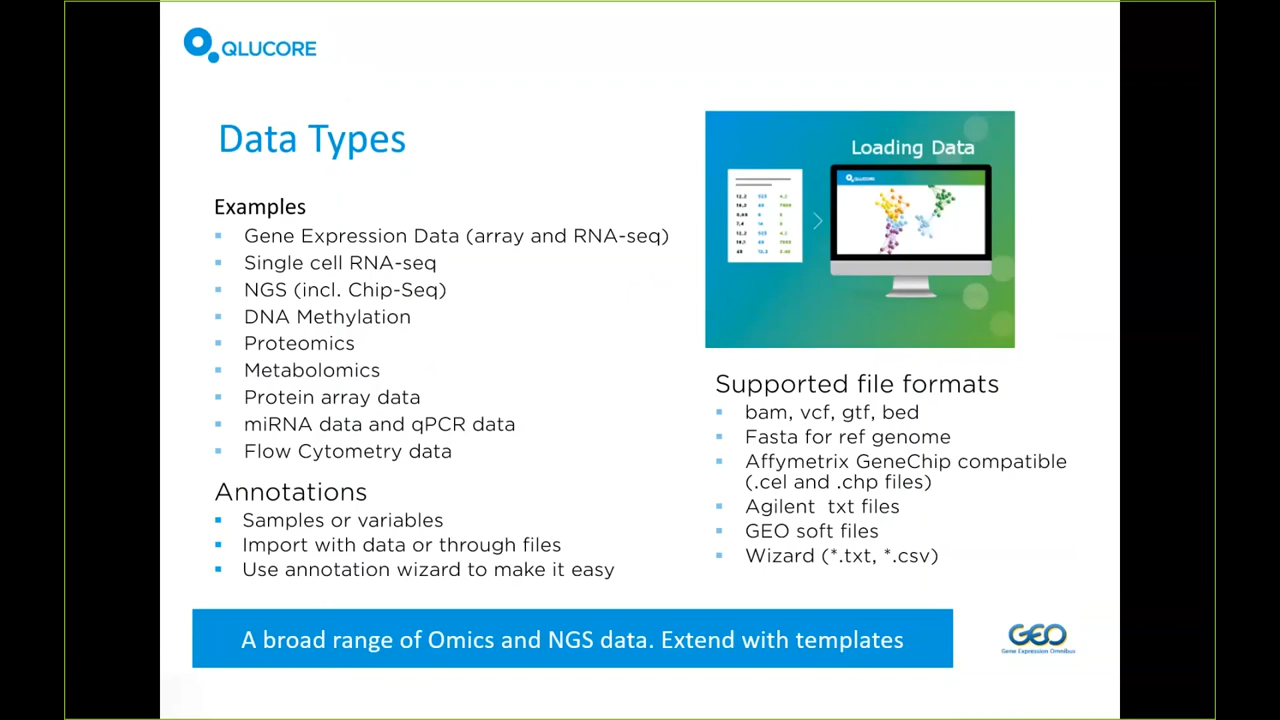 QLUCORE
Data Types
Examples
Gene Expression Data (array and RNA-seq)
Single cell RNA-seq
NGS (incl. Chip-Seq)
DNA Methylation
Proteomics
Metabolomics
Protein array data
miRNA data and qPCR data
Flow Cytometry data
Annotations
Samples or variables
Import with data or through files
Use annotation wizard to make it easy
Loading Data
QLUCORE
Supported file formats
bam, vcf, gtf, bed
Fasta for ref genome
Affymetrix GeneChip compatible
(.cel and .chp files)
Agilent  txt files
GEO soft files
Wizard (*.txt, *.csv)
A broad range of Omics and NGS data. Extend with templates
GEO
Gene Expression Omnibus